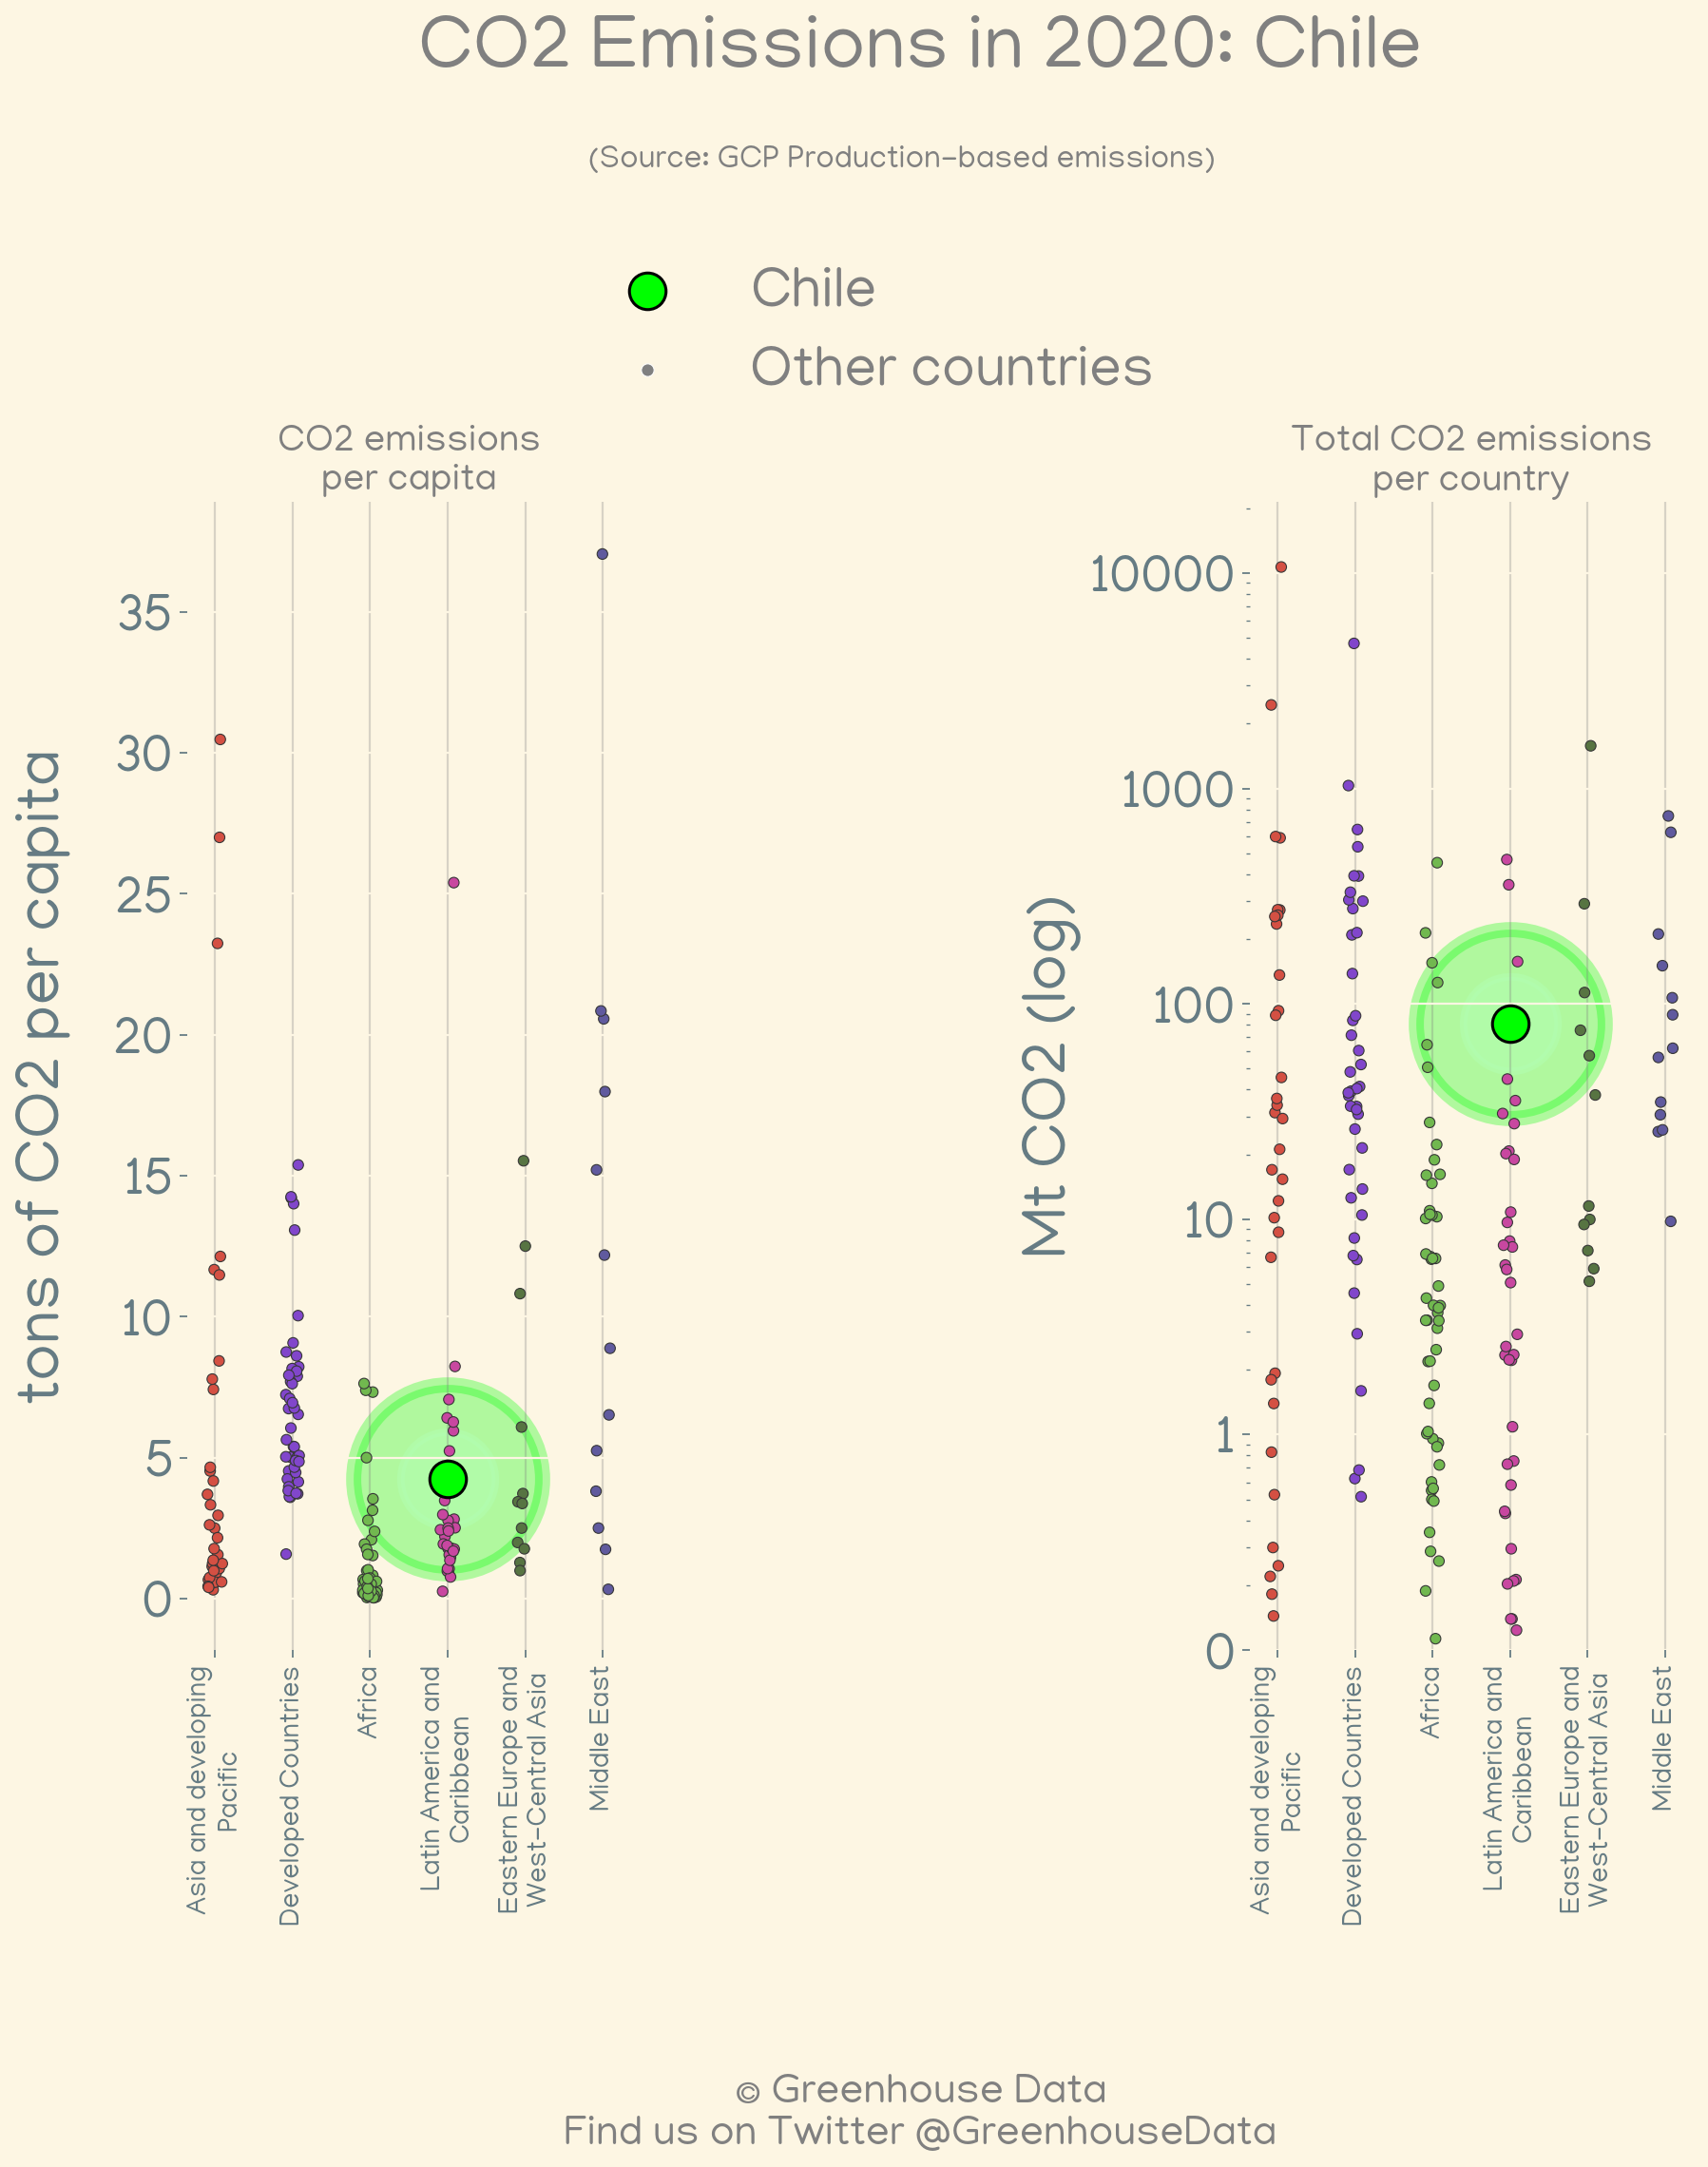 CO2 Emissions in 2020: Chile
(Source: GCP Production-based emissions)
Chile
Other countries
CO2 emissions
per capita
tons of CO2 per capita
35
30
25
20
15
10
5
0
Asia and developing
Pacific
Developed Countries
Africa
Latin America and
Caribbean
Eastern Europe and
West-Central Asia
Middle East
Total CO2 emissions
per country
Mt CO2 (log)
10000
1000
100
10
1
0
Asia and developing
Pacific
Developed Countries
Africa
Latin America and
Caribbean
Eastern Europe and
West-Central Asia
Middle East
© Greenhouse Data
Find us on Twitter @GreenhouseData